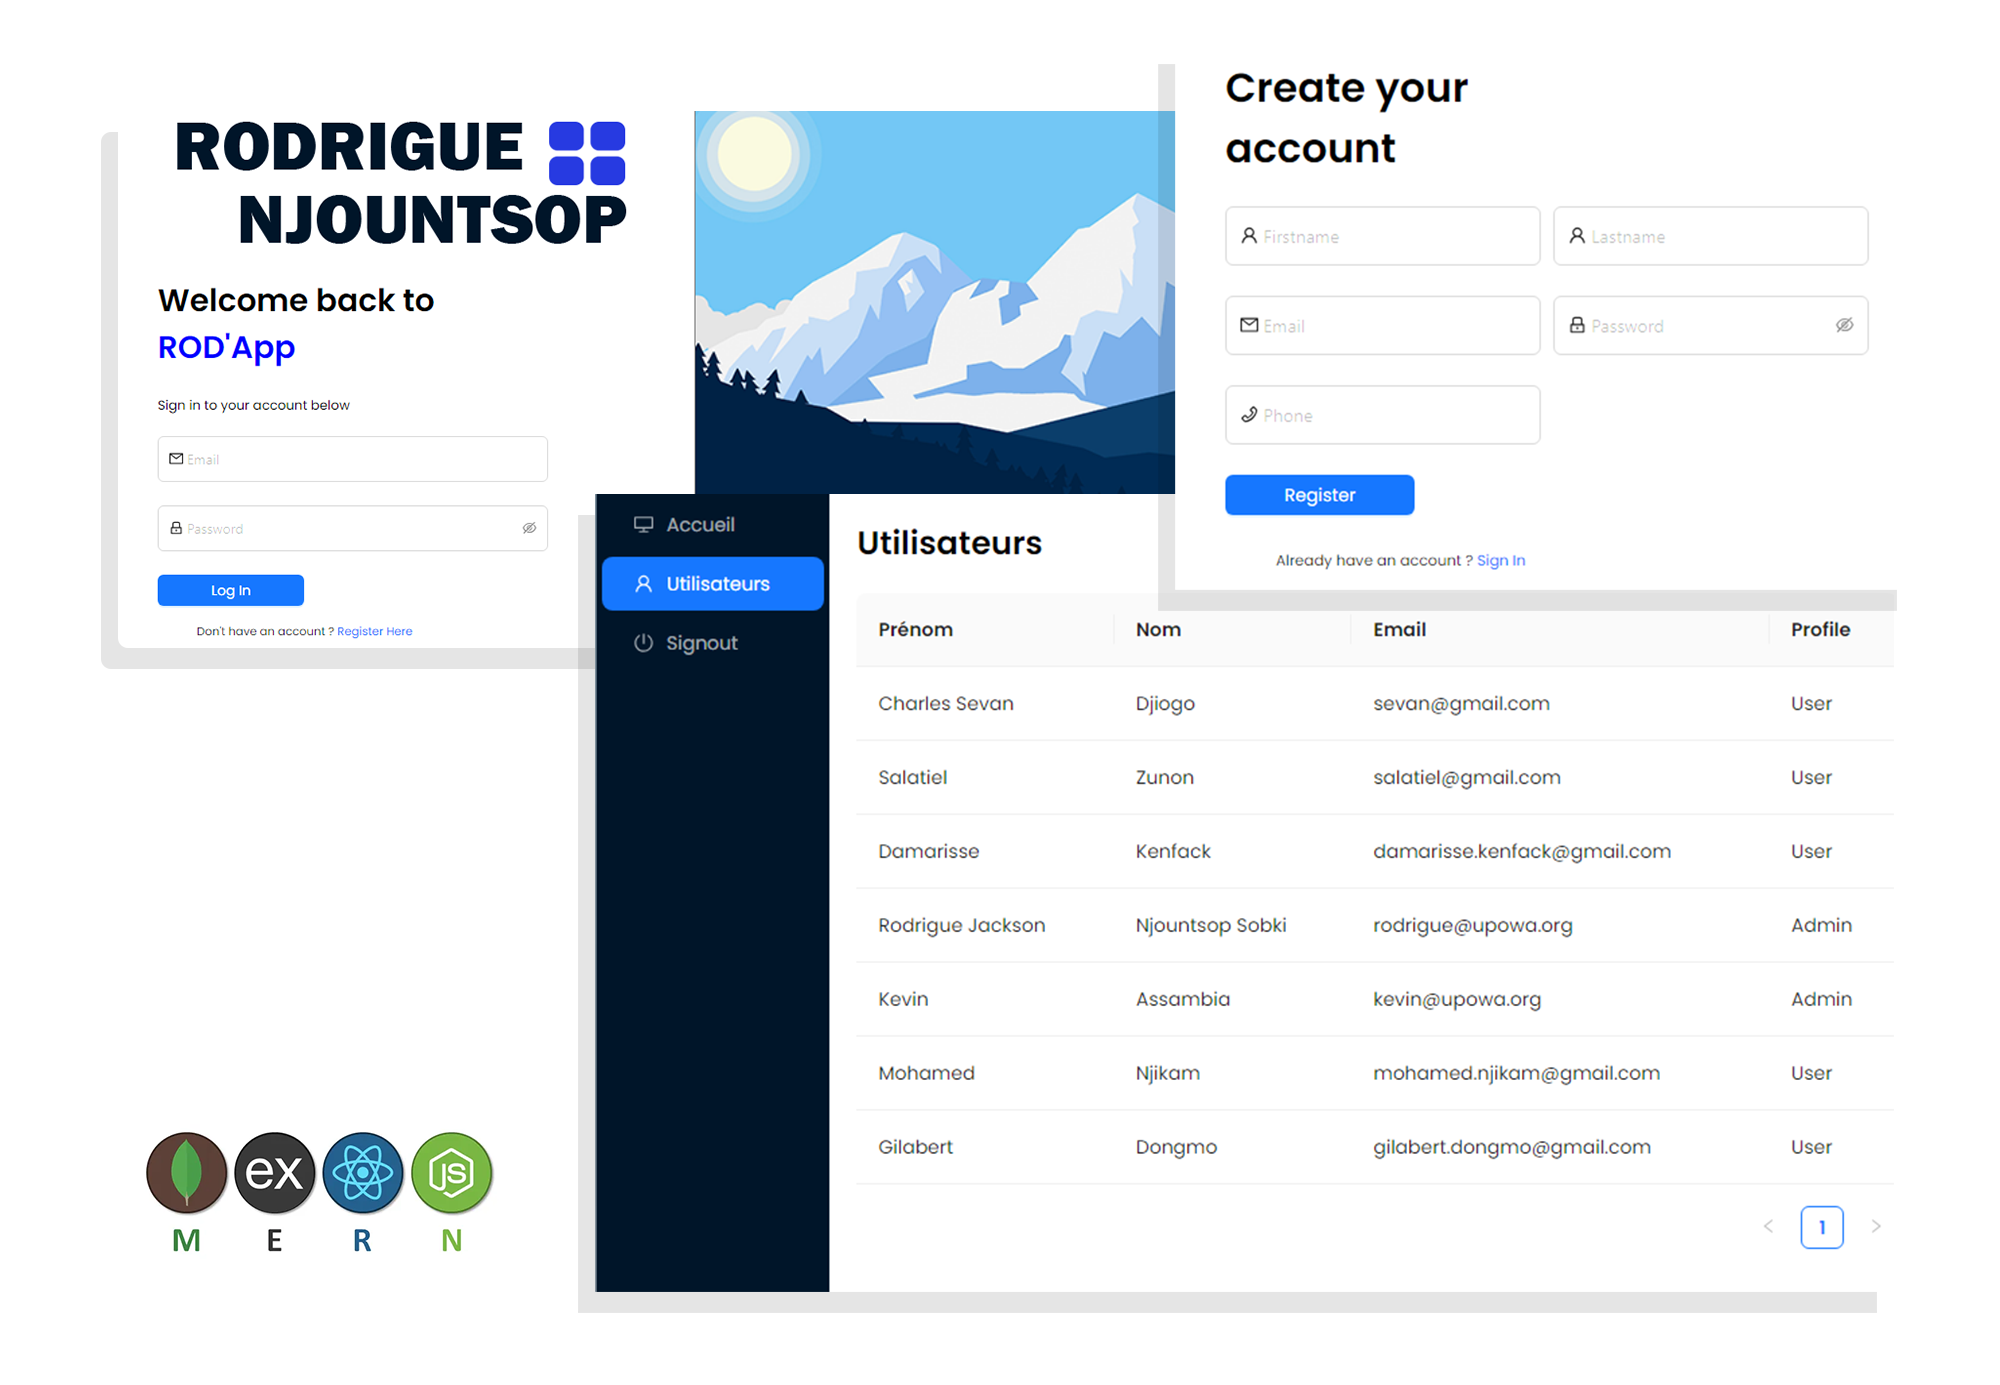 RODRIGUE
NJOUNTSOP
Welcome back to
ROD'App
Sign in to your account below
Email
Password
Log In
Don't have an account ? Register Here
Create your
account
Firstname
Lastname
Email
Password
Phone
Register
Already have an account ? Sign In
Accueil
Utilisateurs
Signout
Utilisateurs
Prénom Nom Email Profile
Charles Sevan Djiogo sevan@gmail.com User
Salatiel Zunon salatiel@gmail.com User
Damarisse Kenfack damarisse.kenfack@gmail.com User
Rodrigue Jackson Njountsop Sobki rodrigue@upowa.org Admin
Kevin Assambia kevin@upowa.org Admin
Mohamed Njikam mohamed.njikam@gmail.com User
Gilabert Dongmo gilabert.dongmo@gmail.com User
< 1 >
ex JS
M E R N